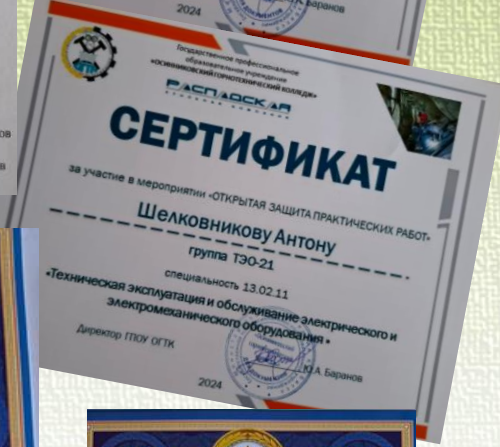 2024
Баранов
Государственное профессиональное
образовательное учреждение
«ОСИННИКОВСКИЙ ГОРНОТЕХНИЧЕСКИЙ КОЛЛЕДЖ»
РАСПАДСКАЯ
СЕРТИФИКАТ
за участие в мероприятии «ОТКРЫТАЯ ЗАЩИТА ПРАКТИЧЕСКИХ РАБОТ»
Шелковникову Антону
группа ТЭО-21
специальность 13.02.11
«Техническая эксплуатация и обслуживание электрического и
электромеханического оборудования»
Директор ГПОУ ОГТК
Ю.А. Баранов
2024